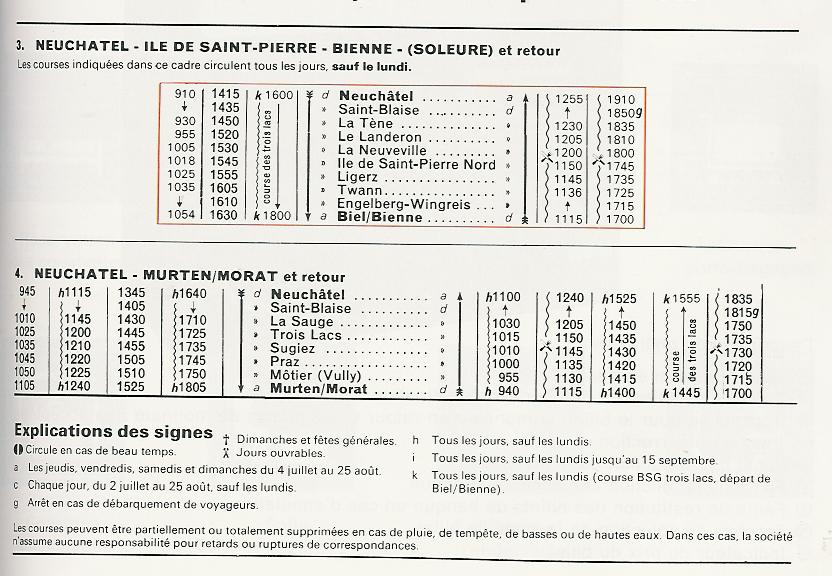 3. NEUCHATEL - ILE DE SAINT-PIERRE - BIENNE - (SOLEURE) et retour
Les courses indiquées dans ce cadre circulent tous les jours, sauf le lundi.
910 1415 k 1600 d Neuchâtel ........... a 1255 1910
1435 » Saint-Blaise ........... d 1850g
930 1450 » La Tène ........... » 1230 1835
955 1520 » Le Landeron ........... » 1205 1810
1005 1530 » La Neuveville ........... » 1200 1800
1018 1545 » Ile de Saint-Pierre Nord » 1150 1745
1025 1555 » Ligerz ........... » 1145 1735
1035 1605 » Twann ........... » 1136 1725
1610 » Engelberg-Wingreis ... » 1715
1054 1630 k 1800 a Biel/Bienne .......... d 1115 1700
course des trois lacs
4. NEUCHATEL - MURTEN/MORAT et retour
945 h1115 1345 h1640 d Neuchâtel ........... a h1100 1240 h1525 k 1555 1835
1405 » Saint-Blaise ........... d 1815g
1010 1145 1430 1710 » La Sauge ........... » 1030 1205 1450 1750
1025 1200 1445 1725 » Trois Lacs ........... » 1015 1150 1435 1735
1035 1210 1455 1735 » Sugiez ........... » 1010 1145 1430 1730
1045 1220 1505 1745 » Praz ........... » 1000 1135 1420 1720
1050 1225 1510 1750 » Môtier (Vully) ........... » 955 1130 1415 1715
1105 h1240 1525 h1805 a Murten/Morat ........... d h 940 1115 h1400 k 1445 1700
course des trois lacs
Explications des signes
† Dimanches et fêtes générales.
h Tous les jours, sauf les lundis.
Circule en cas de beau temps.
Jours ouvrables.
i Tous les jours, sauf les lundis jusqu'au 15 septembre.
a Les jeudis, vendredis, samedis et dimanches du 4 juillet au 25 août.
k Tous les jours, sauf les lundis (course BSG trois lacs, départ de
Biel/Bienne).
c Chaque jour, du 2 juillet au 25 août, sauf les lundis.
g Arrêt en cas de débarquement de voyageurs.
Les courses peuvent être partiellement ou totalement supprimées en cas de pluie, de tempête, de basses ou de hautes eaux. Dans ces cas, la société
n'assume aucune responsabilité pour retards ou ruptures de correspondances.